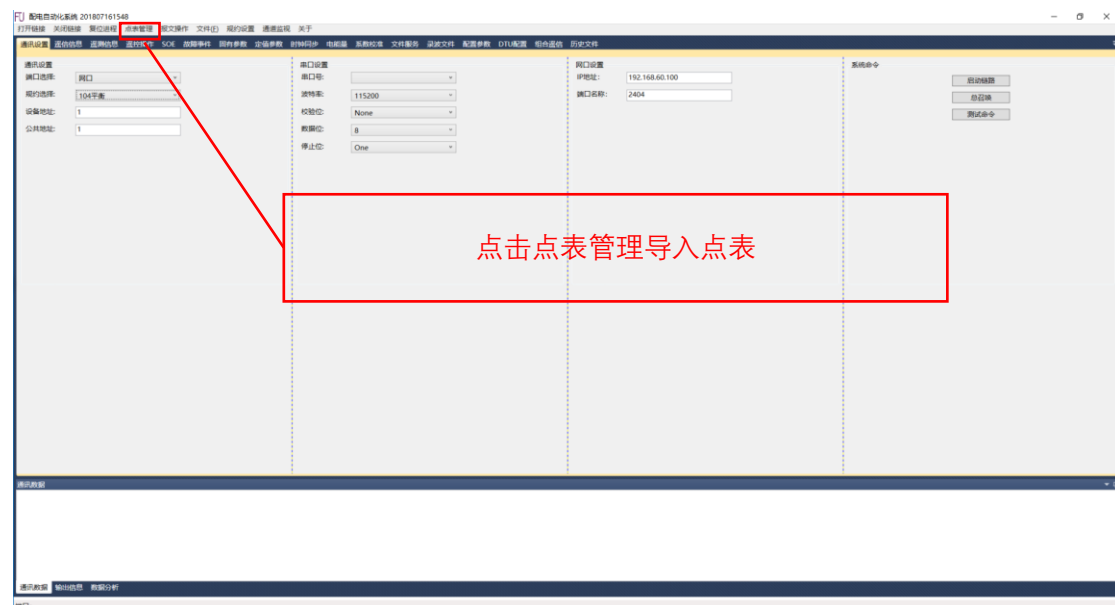 配电自动化系统 201807161548
打开链接 关闭链接 复位进程 点表管理 报文操作 文件(F) 规约设置 通道监视 关于
通讯设置 遥信信息 遥测信息 遥控操作 SOE 故障事件 固有参数 定值参数 时钟同步 电能量 系数校准 文件服务 录波文件 配置参数 DTU配置 组合遥信 历史文件
通讯设置 串口设置 网口设置 系统命令
端口选择: 网口 串口号: IP地址: 192.168.60.100 启动链路
规约选择: 104平衡 波特率: 115200 端口名称: 2404 总召唤
设备地址: 1 校验位: None 测试命令
公共地址: 1 数据位: 8
停止位: One
点击点表管理导入点表
通讯数据
通讯数据 输出信息 数据分析